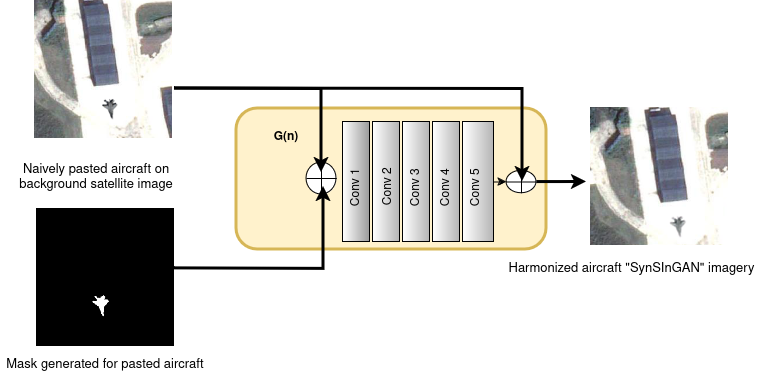 Naively pasted aircraft on
background satellite image
G(n)
Conv 1
Conv 2
Conv 3
Conv 4
Conv 5
Harmonized aircraft "SynSInGAN" imagery
Mask generated for pasted aircraft